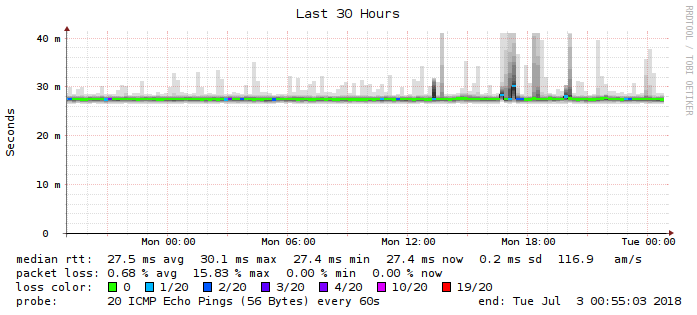 Last 30 Hours
RRDTOOL / TOBI OETIKER
Seconds
40 m
30 m
20 m
10 m
0
Mon 00:00 Mon 06:00 Mon 12:00 Mon 18:00 Tue 00:00
median rtt: 27.5 ms avg 30.1 ms max 27.4 ms min 27.4 ms now 0.2 ms sd 116.9 am/s
packet loss: 0.68 % avg 15.83 % max 0.00 % min 0.00 % now
loss color: 0 1/20 2/20 3/20 4/20 10/20 19/20
probe: 20 ICMP Echo Pings (56 Bytes) every 60s end: Tue Jul 3 00:55:03 2018